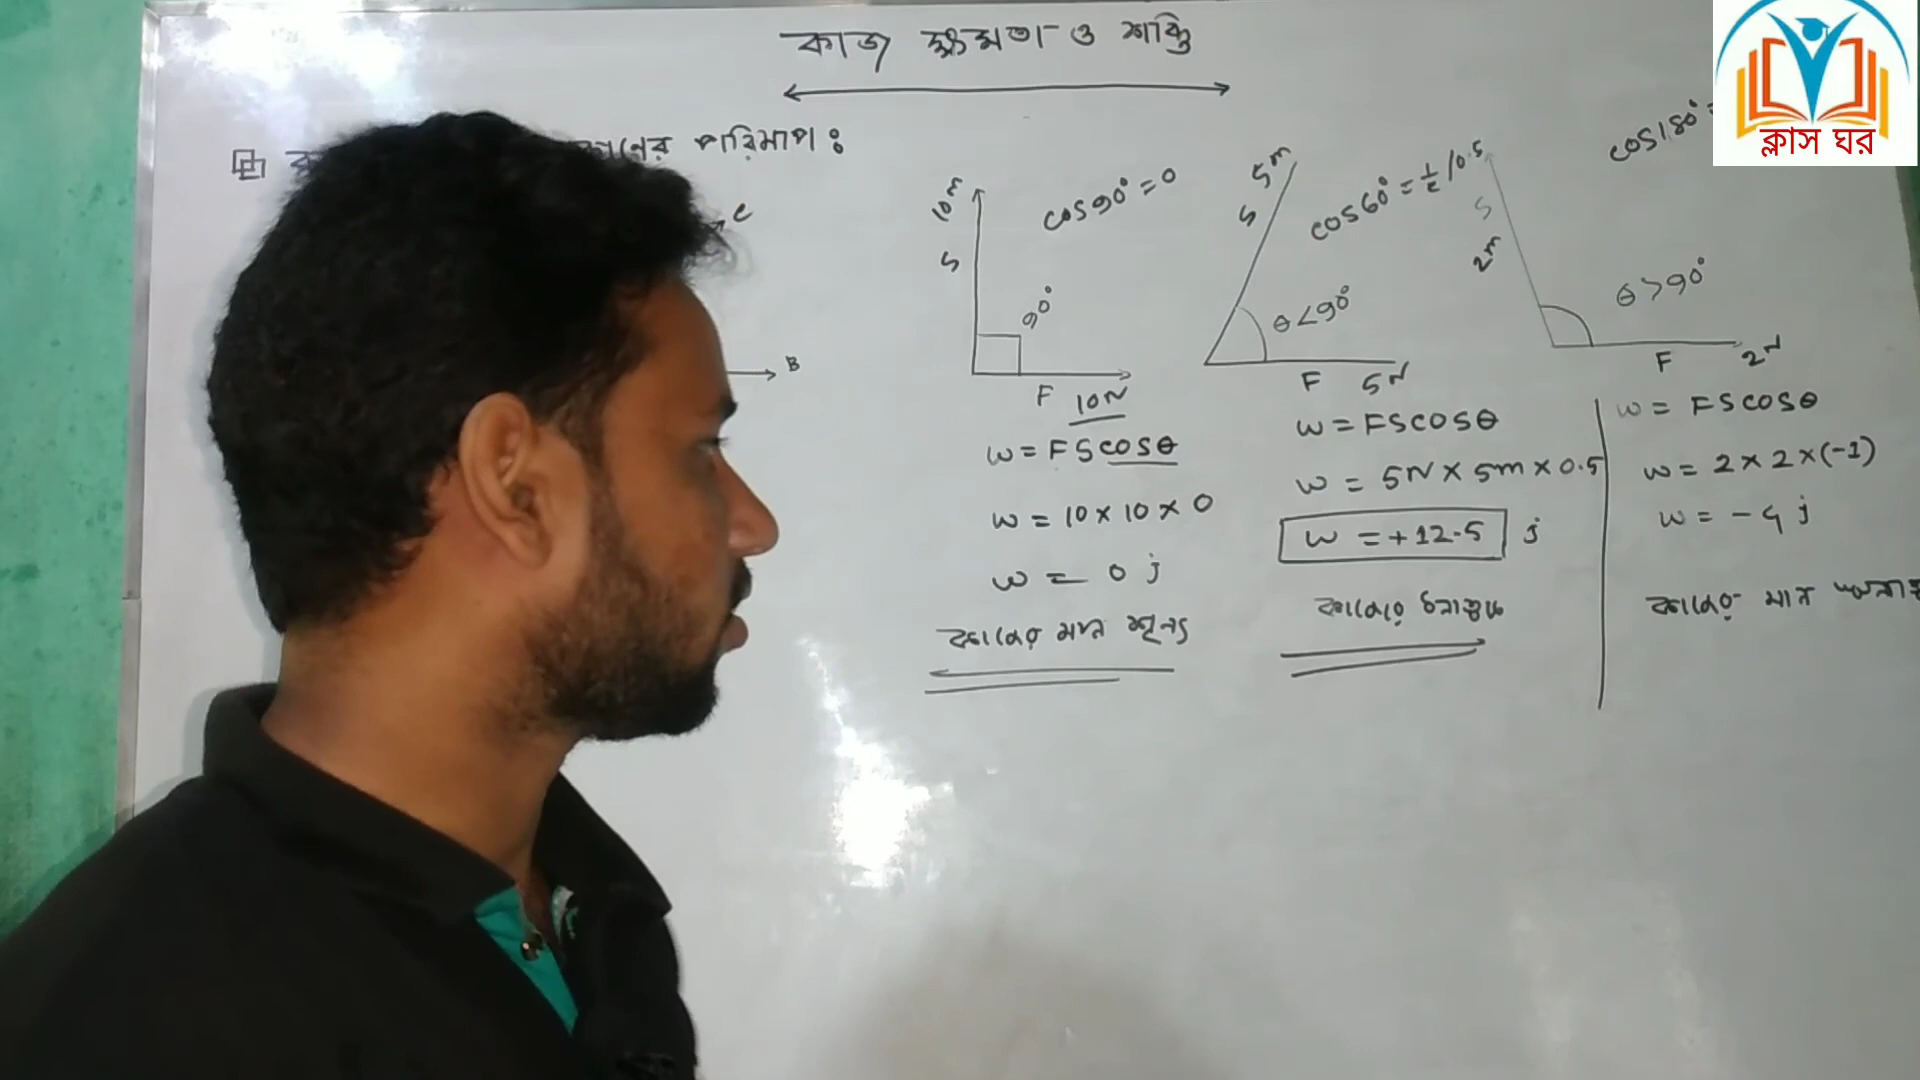 কাজ ক্ষমতা ও শক্তি
ক্লাস ঘর
কোণের পরিমাপ :
C
B
10 m
S
90°
cos90° = 0
F 10N
W = FScosθ
W = 10 × 10 × 0
W = 0 j
কাজের মান শূন্য
5m
S
cos60° = 1/2 / 0.5
θ < 90°
F 5N
W = FScosθ
W = 5N × 5m × 0.5
W = +12.5 j
কাজের ধনাত্মক
cos180° =
S
2m
θ > 90°
F 2N
W = FScosθ
W = 2 × 2 × (-1)
W = - 4 j
কাজের মান